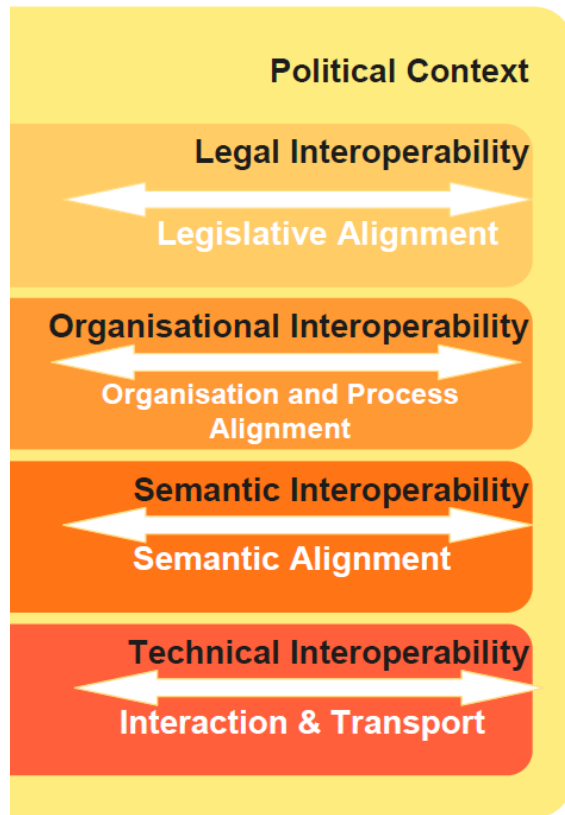 Political Context
Legal Interoperability
Legislative Alignment
Organisational Interoperability
Organisation and Process
Alignment
Semantic Interoperability
Semantic Alignment
Technical Interoperability
Interaction & Transport